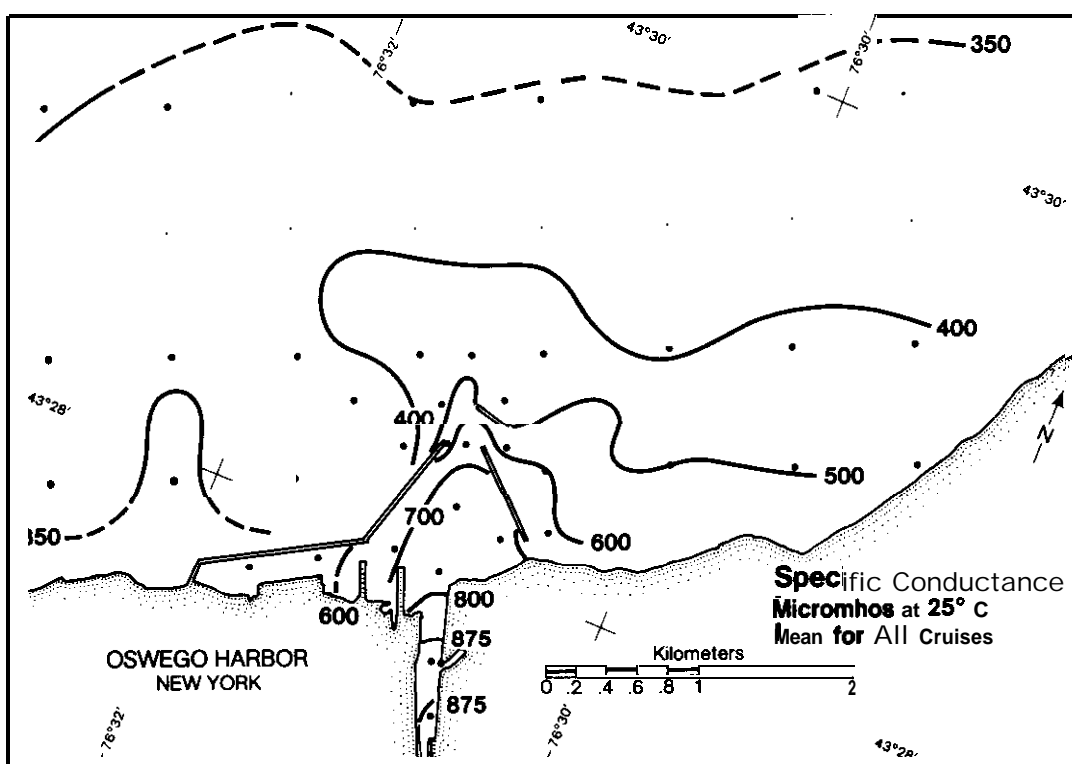 76°32′
43°30′
76°30′
350
43°30′
400
43°28′
400
500
350
700
600
600
800
875
875
N
Specific Conductance
Micromhos at 25° C
Mean for All Cruises
Kilometers
0 .2 .4 .6 .8 1 2
OSWEGO HARBOR
NEW YORK
76°32′
76°30′
43°28′